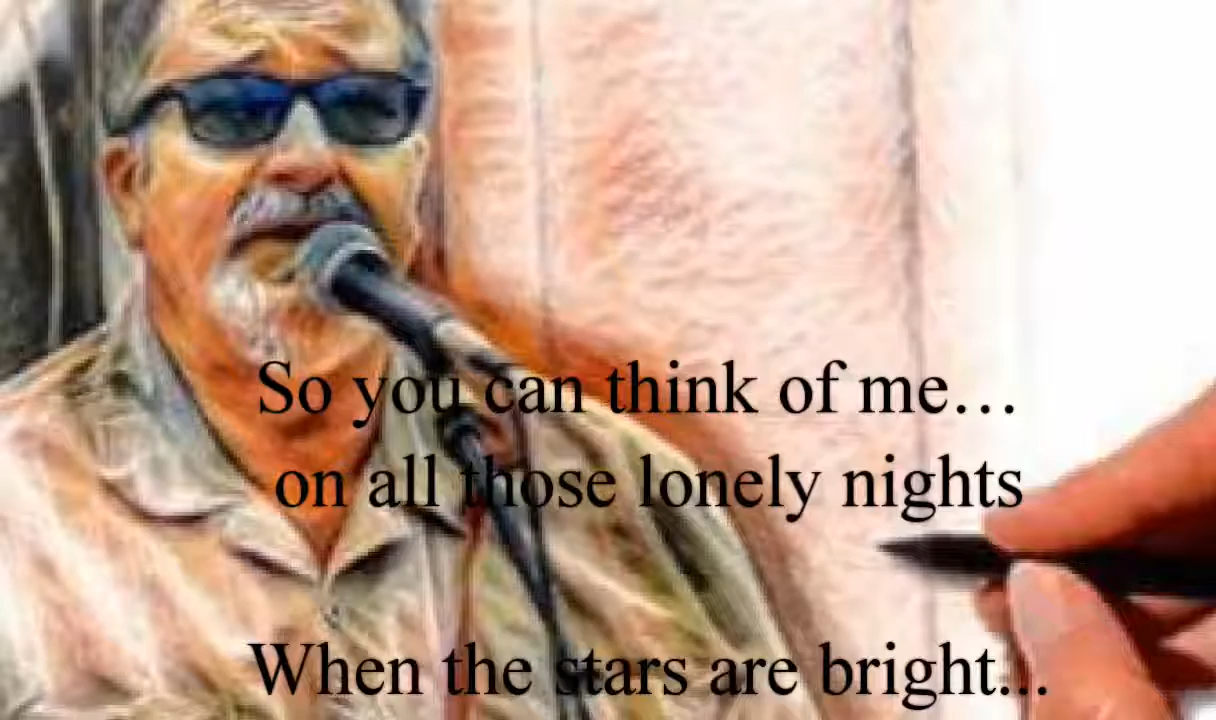 So you can think of me…
on all those lonely nights
When the stars are bright...